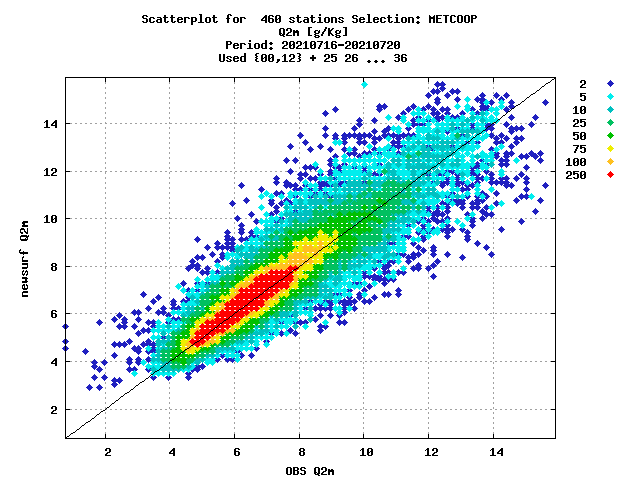 Scatterplot for  460 stations Selection: METCOOP
Q2m [g/Kg]
Period: 20210716-20210720
Used {00,12} + 25 26 ... 36
2
5
10
25
50
75
100
250
14
12
10
8
6
4
2
newsurf Q2m
2 4 6 8 10 12 14
OBS Q2m